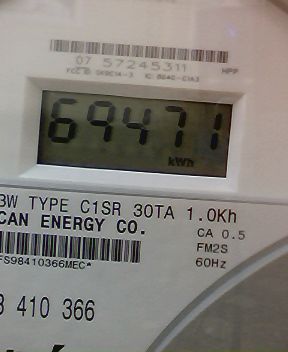 07 57245311
HPP
69471
kWh
3W TYPE C1SR 30TA 1.0Kh
CAN ENERGY CO.
CA 0.5
FM2S
60Hz
FS98410366MEC*
3 410 366